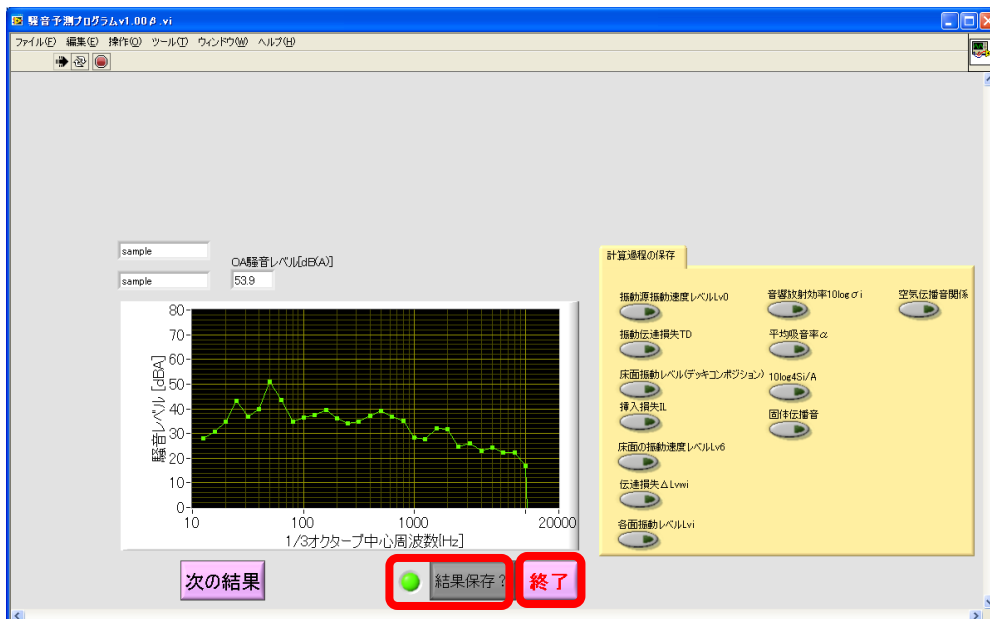 騒音予測プログラムv1.00β.vi
ファイル(F) 編集(E) 操作(O) ツール(T) ウィンドウ(W) ヘルプ(H)
sample
OA騒音レベル[dB(A)]
sample
53.9
80
70
60
50
40
30
20
10
0
騒音レベル [dBA]
10
100
1000
20000
1/3オクターブ中心周波数[Hz]
計算過程の保存
振動源振動速度レベルLv0
音響放射効率10logσi
空気伝播音関係
振動伝達損失TD
平均吸音率α
床面振動レベル(デッキコンポジション)
10log4Si/A
挿入損失IL
固体伝播音
床面の振動速度レベルLv6
伝達損失ΔLvwi
各面振動レベルLvi
次の結果
結果保存?
終了